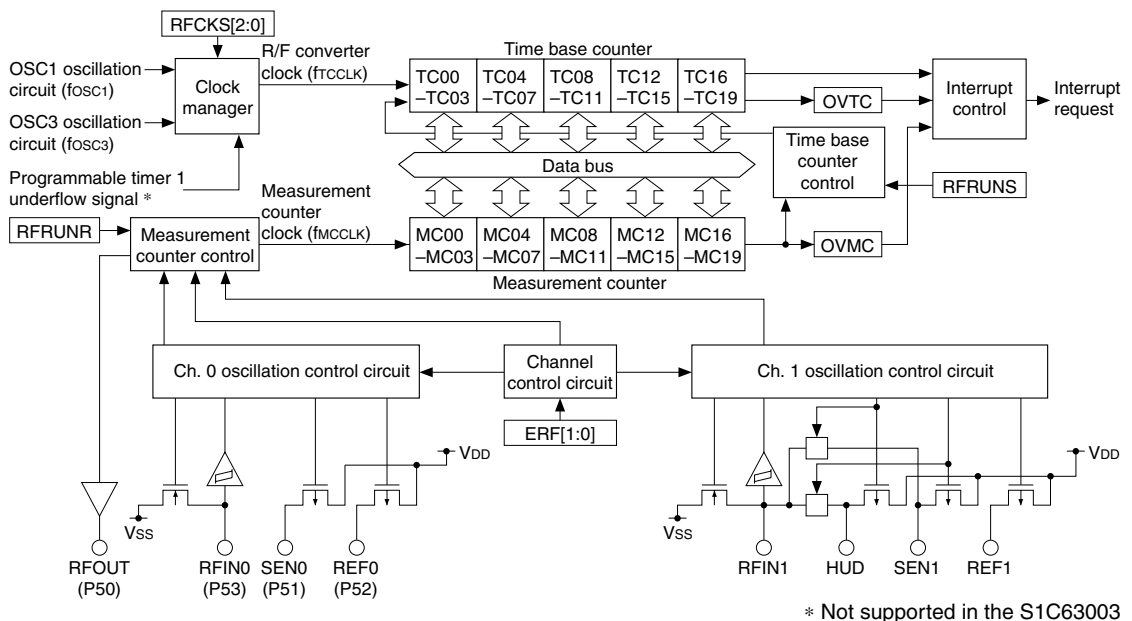 RFCKS[2:0]
OSC1 oscillation
circuit (fOSC1)
OSC3 oscillation
circuit (fOSC3)
Programmable timer 1
underflow signal *
Clock
manager
R/F converter
clock (fTCCLK)
Time base counter
TC00
–TC03
TC04
–TC07
TC08
–TC11
TC12
–TC15
TC16
–TC19
OVTC
Interrupt
control
Interrupt
request
Data bus
Time base
counter
control
RFRUNS
RFRUNR
Measurement
counter control
Measurement
counter
clock (fMCCLK)
MC00
–MC03
MC04
–MC07
MC08
–MC11
MC12
–MC15
MC16
–MC19
OVMC
Measurement counter
Ch. 0 oscillation control circuit
Channel
control circuit
Ch. 1 oscillation control circuit
ERF[1:0]
VDD
VDD
VSS
VSS
RFOUT
(P50)
RFIN0
(P53)
SEN0
(P51)
REF0
(P52)
RFIN1
HUD
SEN1
REF1
* Not supported in the S1C63003